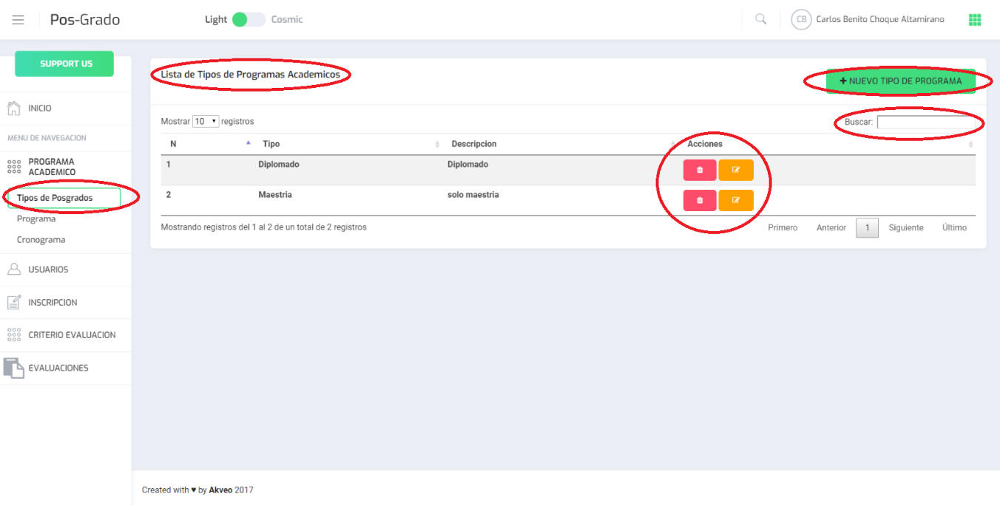 Pos-Grado
Light Cosmic
CB Carlos Benito Choque Altamirano
SUPPORT US
INICIO
MENU DE NAVEGACION
PROGRAMA
ACADEMICO
Tipos de Posgrados
Programa
Cronograma
USUARIOS
INSCRIPCION
CRITERIO EVALUACION
EVALUACIONES
Lista de Tipos de Programas Academicos
+ NUEVO TIPO DE PROGRAMA
Mostrar 10 registros
Buscar:
N Tipo Descripcion Acciones
1 Diplomado Diplomado
2 Maestria solo maestria
Mostrando registros del 1 al 2 de un total de 2 registros
Primero Anterior 1 Siguiente Último
Created with ♥ by Akveo 2017